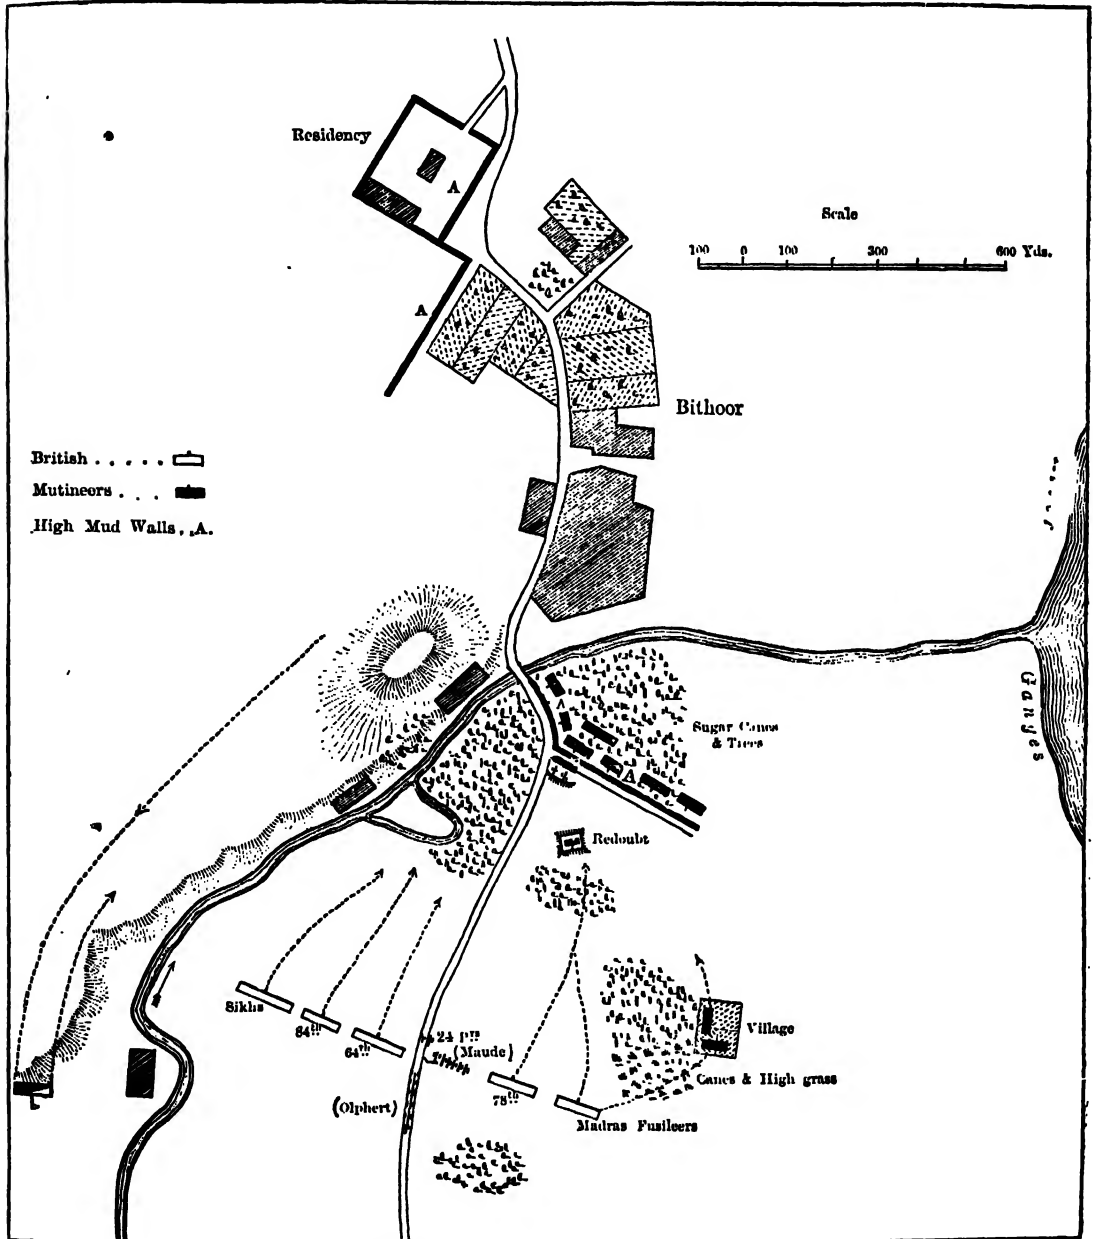 Residency
A
Scale
100 0 100 300 600 Yds.
A
Bithoor
British . . . . .
Mutineers . . .
High Mud Walls. .A.
Ganges
Sugar Canes
& Trees
A
A
Redoubt
Sikhs
84th
64th
24 Prs
(Maude)
(Olphert)
78th
Madras Fusileers
Village
Canes & High grass